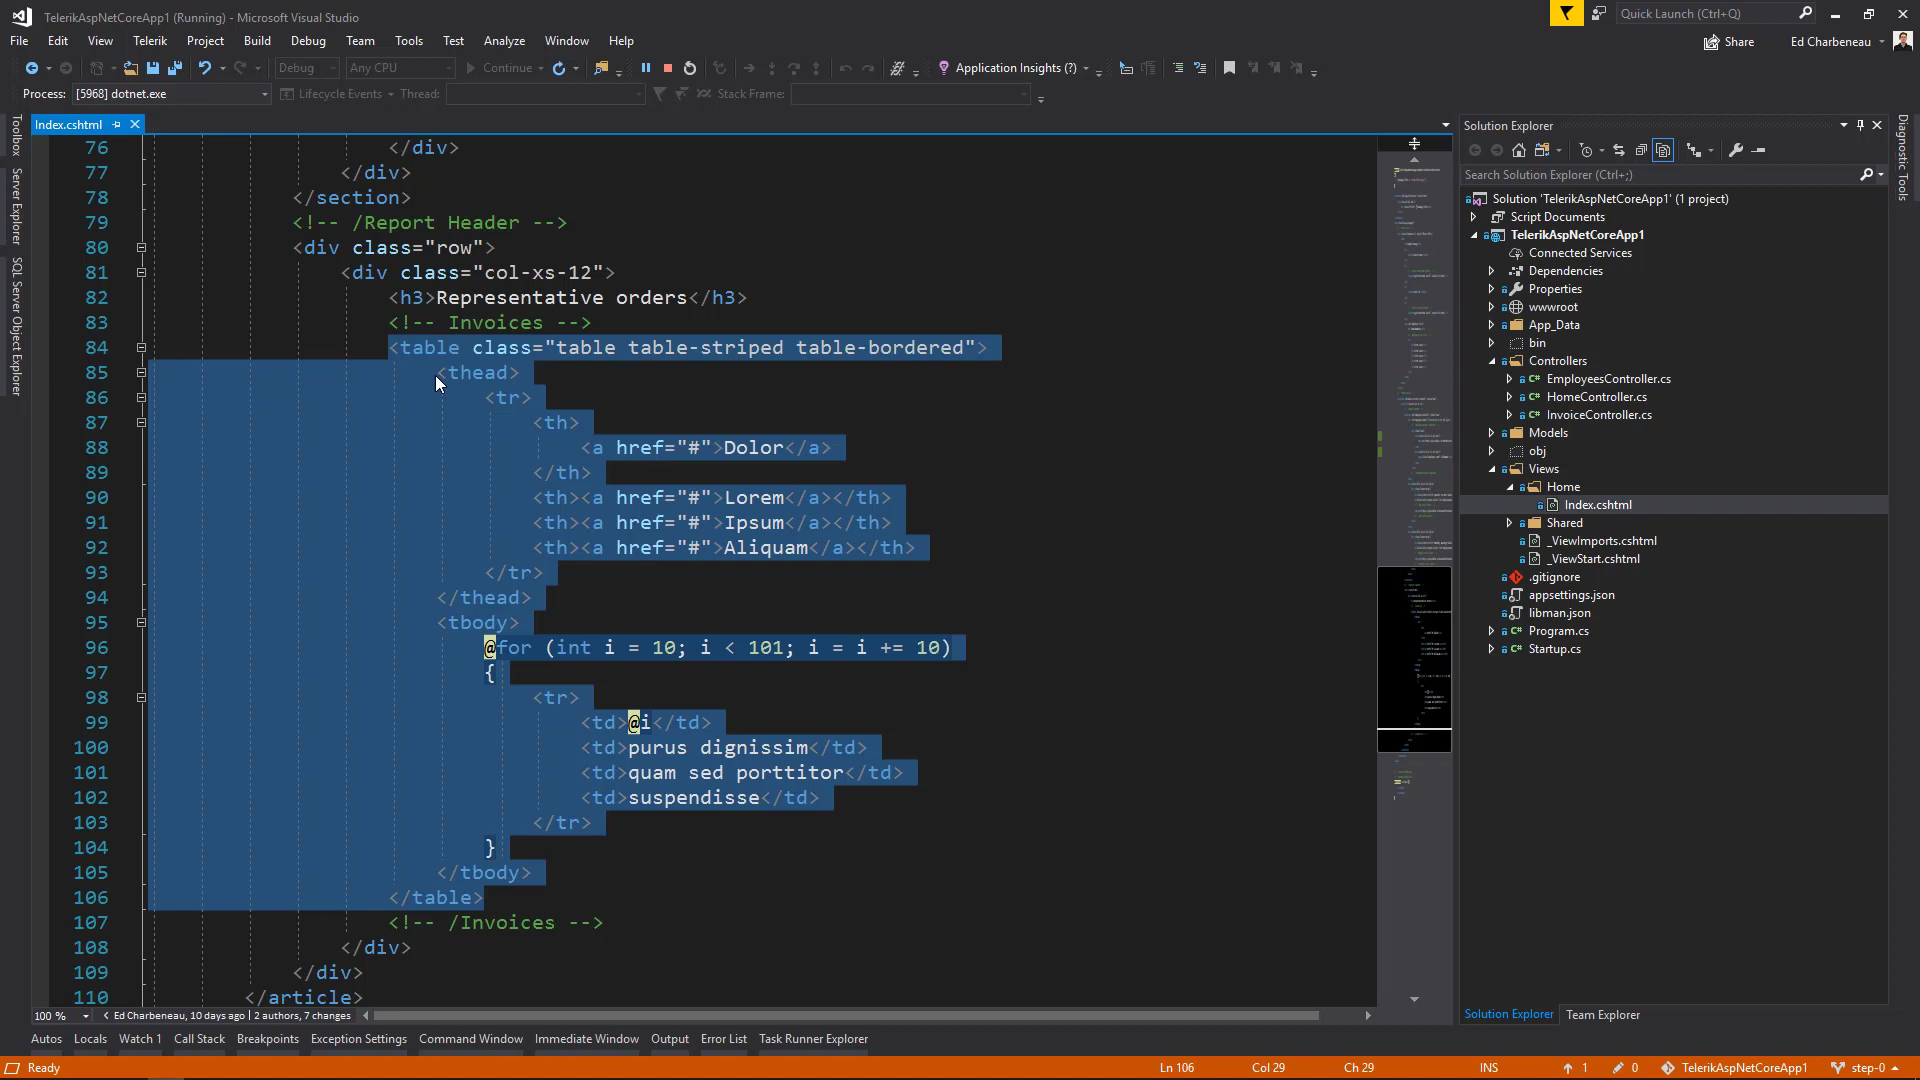 TelerikAspNetCoreApp1 (Running) - Microsoft Visual Studio
Quick Launch (Ctrl+Q)
File Edit View Telerik Project Build Debug Team Tools Test Analyze Window Help
Share Ed Charbeneau
Debug Any CPU Continue Application Insights (?)
Process: [5968] dotnet.exe Lifecycle Events Thread: Stack Frame:
Toolbox
Server Explorer
SQL Server Object Explorer
Index.cshtml
76 </div>
77 </div>
78 </section>
79 <!-- /Report Header -->
80 <div class="row">
81 <div class="col-xs-12">
82 <h3>Representative orders</h3>
83 <!-- Invoices -->
84 <table class="table table-striped table-bordered">
85 <thead>
86 <tr>
87 <th>
88 <a href="#">Dolor</a>
89 </th>
90 <th><a href="#">Lorem</a></th>
91 <th><a href="#">Ipsum</a></th>
92 <th><a href="#">Aliquam</a></th>
93 </tr>
94 </thead>
95 <tbody>
96 @for (int i = 10; i < 101; i = i += 10)
97 {
98 <tr>
99 <td>@i</td>
100 <td>purus dignissim</td>
101 <td>quam sed porttitor</td>
102 <td>suspendisse</td>
103 </tr>
104 }
105 </tbody>
106 </table>
107 <!-- /Invoices -->
108 </div>
109 </div>
110 </article>
100 % Ed Charbeneau, 10 days ago | 2 authors, 7 changes
Solution Explorer
Search Solution Explorer (Ctrl+;)
Solution 'TelerikAspNetCoreApp1' (1 project)
Script Documents
TelerikAspNetCoreApp1
Connected Services
Dependencies
Properties
wwwroot
App_Data
bin
Controllers
C# EmployeesController.cs
C# HomeController.cs
C# InvoiceController.cs
Models
obj
Views
Home
Index.cshtml
Shared
_ViewImports.cshtml
_ViewStart.cshtml
.gitignore
appsettings.json
libman.json
C# Program.cs
C# Startup.cs
Solution Explorer Team Explorer
Diagnostic Tools
Autos Locals Watch 1 Call Stack Breakpoints Exception Settings Command Window Immediate Window Output Error List Task Runner Explorer
Ready Ln 106 Col 29 Ch 29 INS 1 0 TelerikAspNetCoreApp1 step-0